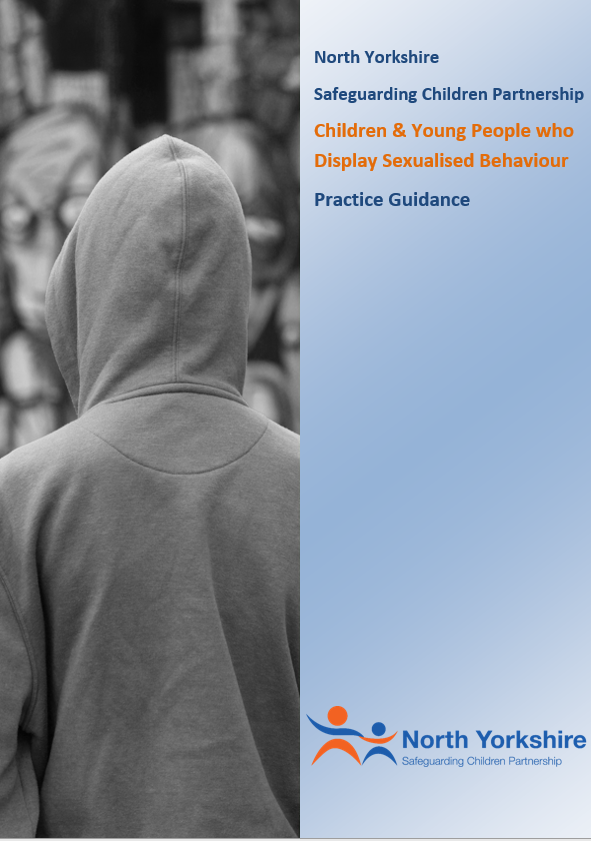 North Yorkshire
Safeguarding Children Partnership
Children & Young People who
Display Sexualised Behaviour
Practice Guidance
North Yorkshire
Safeguarding Children Partnership